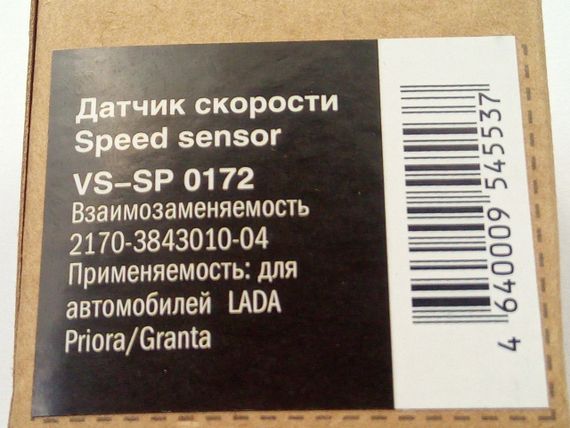 Датчик скорости
Speed sensor
VS–SP 0172
Взаимозаменяемость
2170-3843010-04
Применяемость: для
автомобилей LADA
Priora/Granta
4 640009 545537